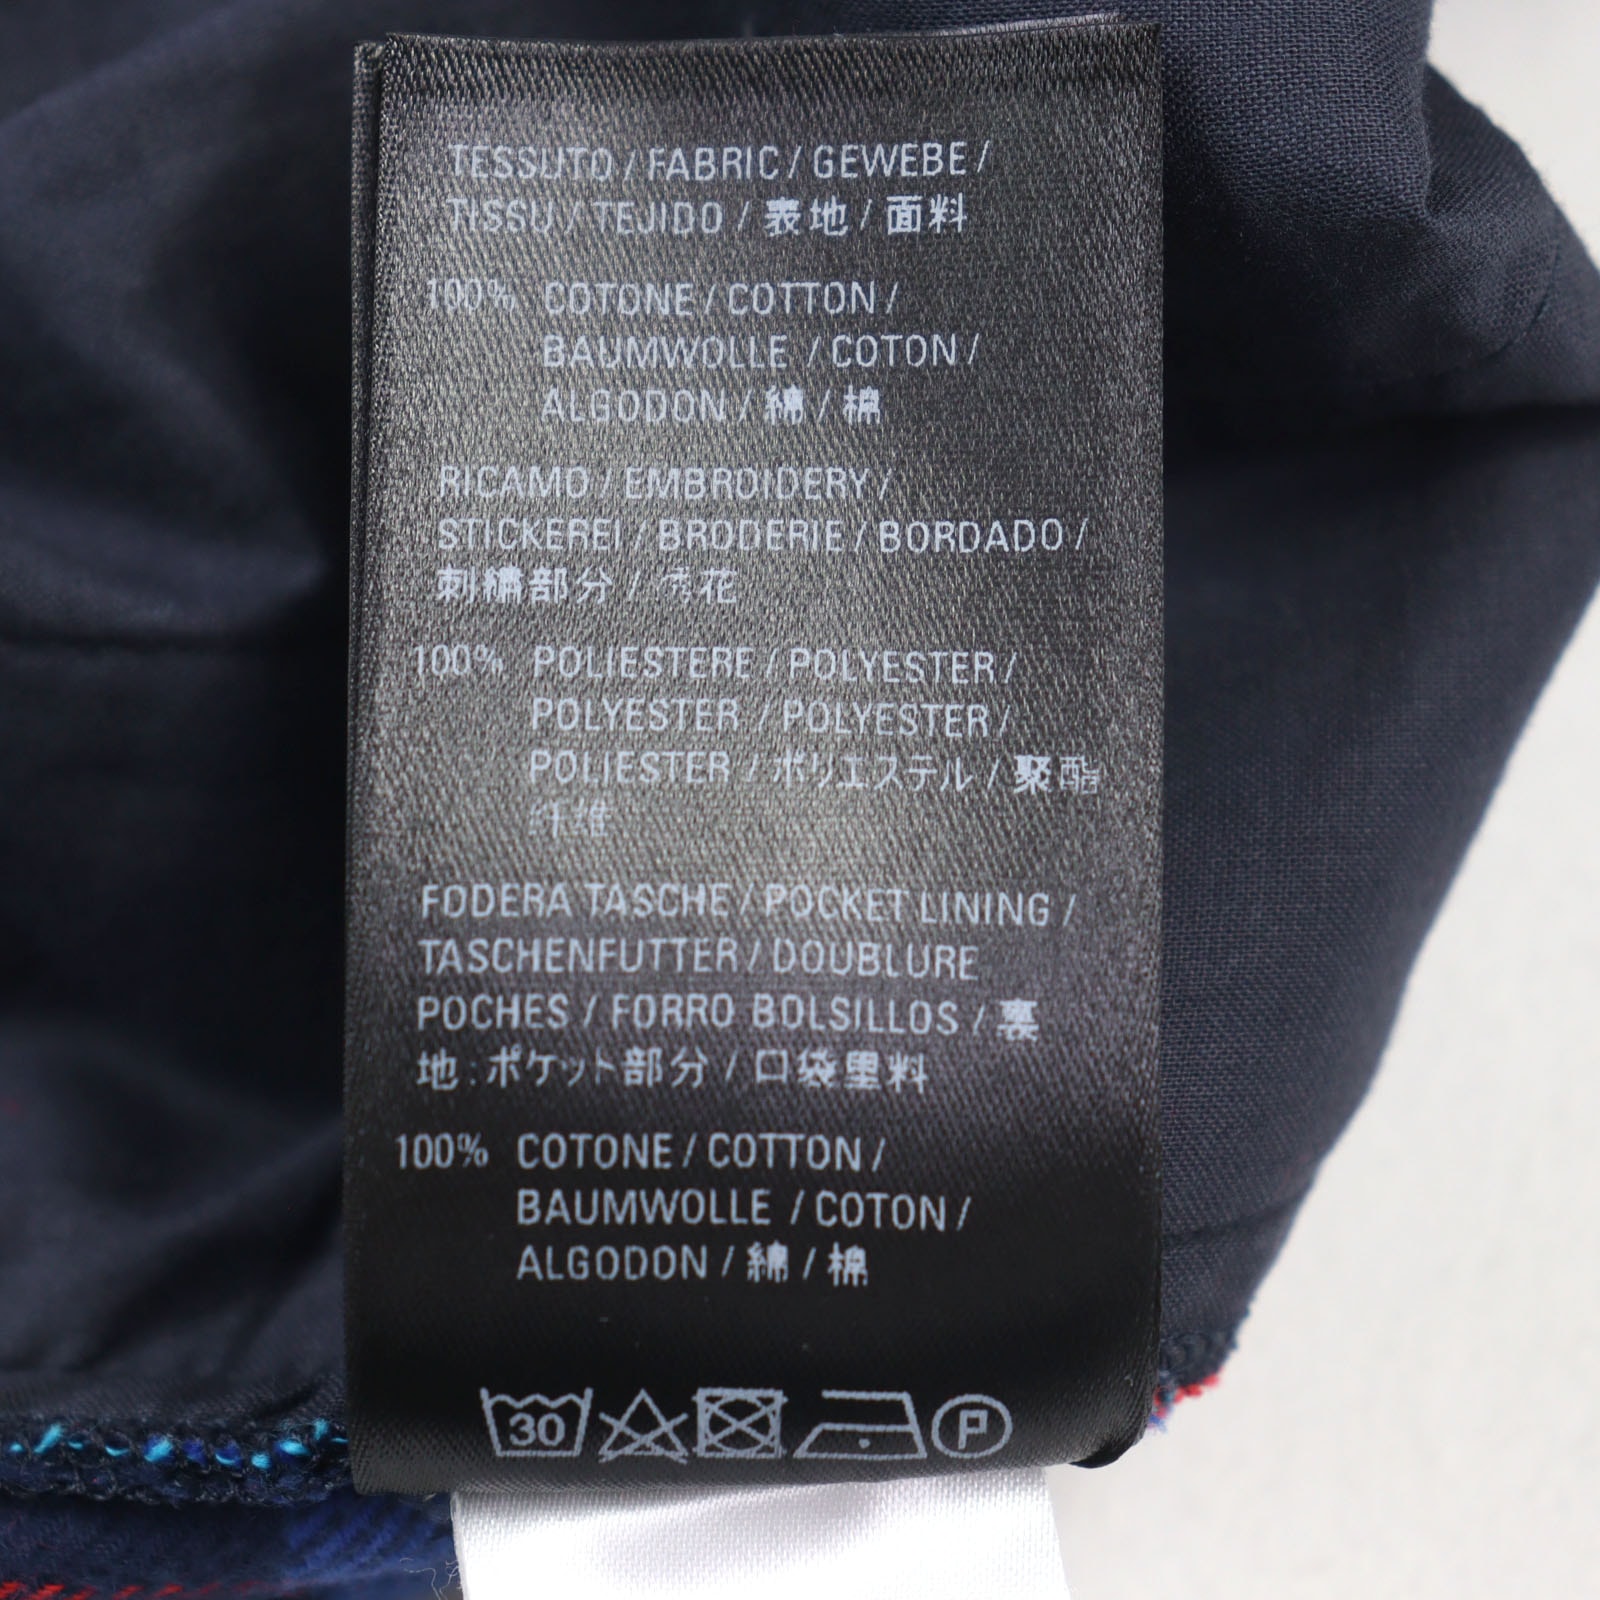 TESSUTO / FABRIC / GEWEBE /
TISSU / TEJIDO / 表地 / 面料
100% COTONE / COTTON /
BAUMWOLLE / COTON /
ALGODON / 綿 / 棉
RICAMO / EMBROIDERY /
STICKEREI / BRODERIE / BORDADO /
刺繍部分 / 秀花
100% POLIESTERE / POLYESTER /
POLYESTER / POLYESTER /
POLIESTER / ポリエステル / 聚酯
纤维
FODERA TASCHE / POCKET LINING /
TASCHENFUTTER / DOUBLURE
POCHES / FORRO BOLSILLOS / 裏
地:ポケット部分 / 口袋里料
100% COTONE / COTTON /
BAUMWOLLE / COTON /
ALGODON / 綿 / 棉
30 P